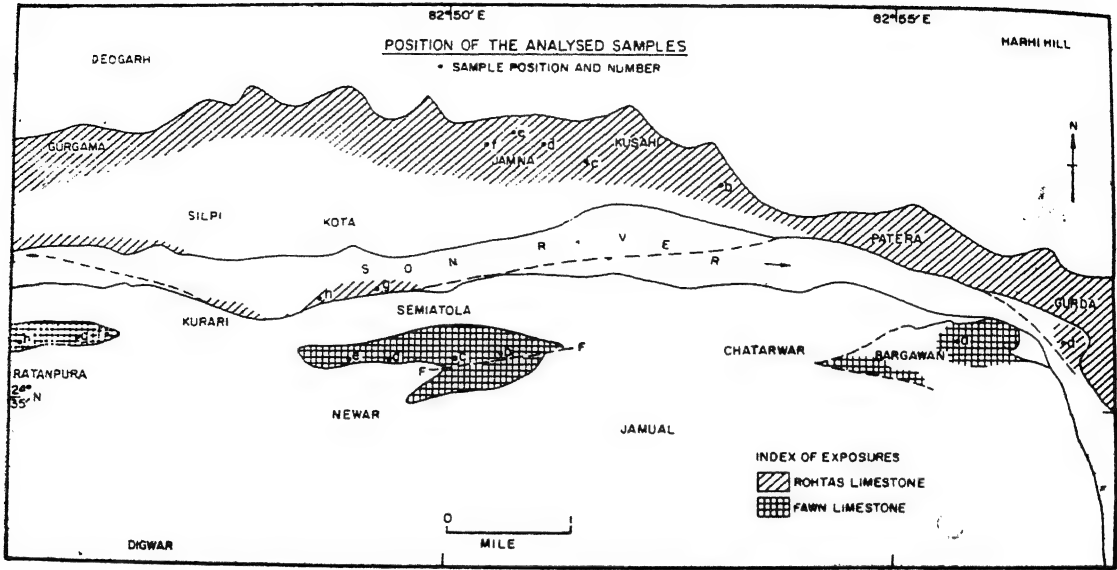 82°50' E
82°55' E
POSITION OF THE ANALYSED SAMPLES
• SAMPLE POSITION AND NUMBER
DEOGARH
HARHI HILL
N
GURGAMA
e
f
d
JAMNA
c
KUSAHI
b
SILPI
KOTA
R I V E R
PATERA
S O N
GURDA
h
g
KURARI
SEMIATOLA
h
d
e
d
c
b
F
F
CHATARWAR
BARGAWAN
a
a
RATANPURA
24°
35' N
NEWAR
JAMUAL
INDEX OF EXPOSURES
ROHTAS LIMESTONE
FAWN LIMESTONE
0 1
MILE
DIGWAR